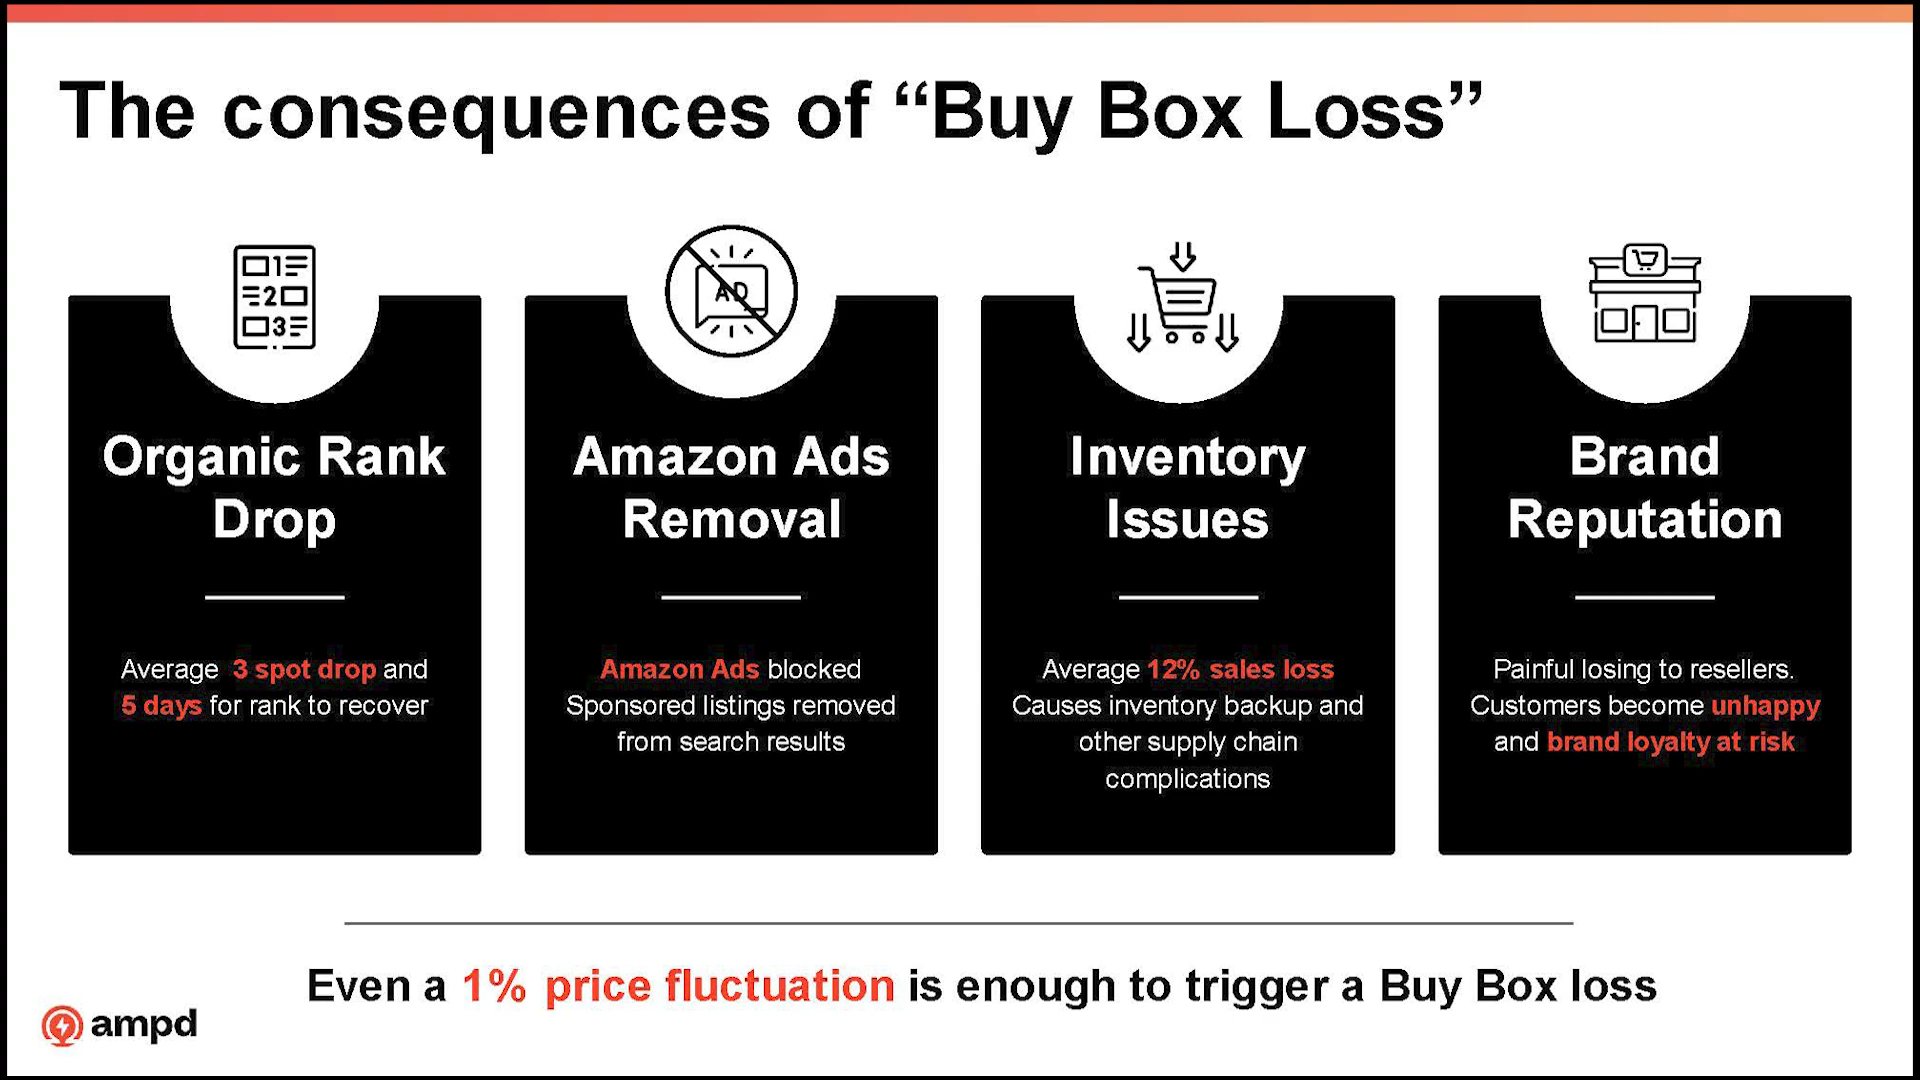 The consequences of “Buy Box Loss”
1
2
3
AD
Organic Rank
Drop
Average 3 spot drop and
5 days for rank to recover
Amazon Ads
Removal
Amazon Ads blocked
Sponsored listings removed
from search results
Inventory
Issues
Average 12% sales loss
Causes inventory backup and
other supply chain
complications
Brand
Reputation
Painful losing to resellers.
Customers become unhappy
and brand loyalty at risk
Even a 1% price fluctuation is enough to trigger a Buy Box loss
ampd